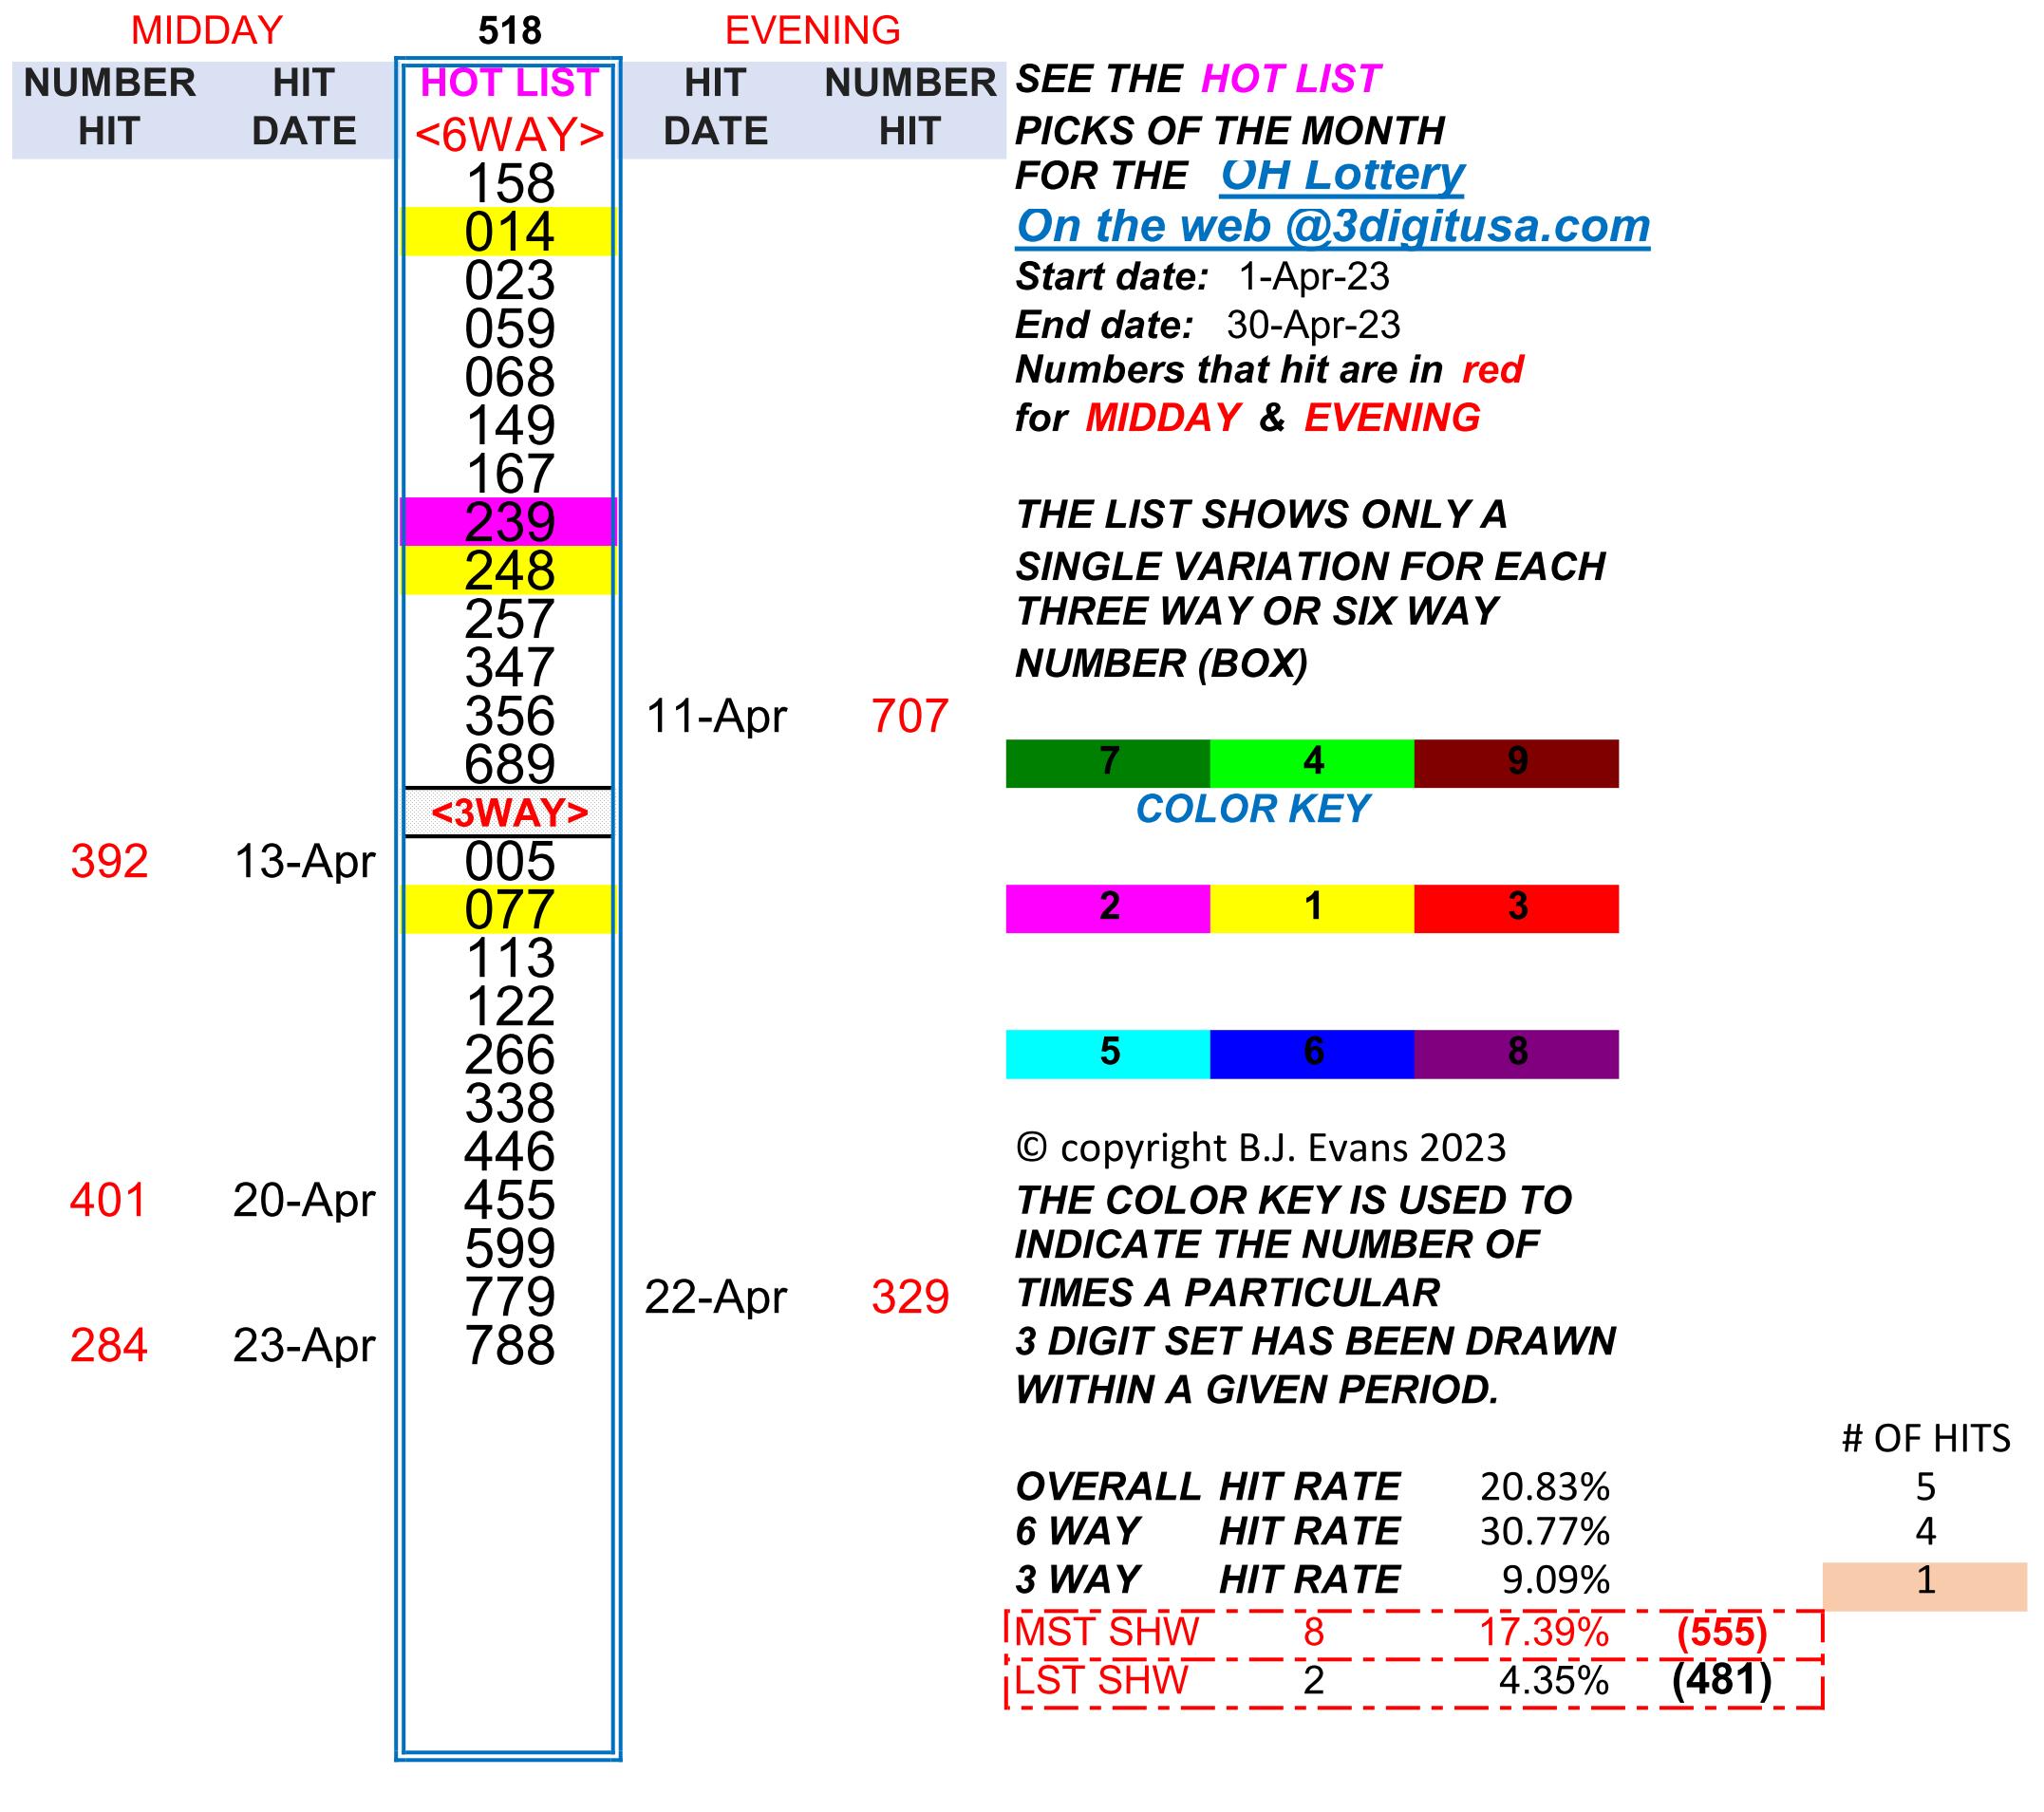 MIDDAY 518 EVENING
NUMBER HIT HOT LIST HIT NUMBER SEE THE HOT LIST
HIT DATE <6WAY> DATE HIT PICKS OF THE MONTH
158 FOR THE OH Lottery
014 On the web @3digitusa.com
023 Start date: 1-Apr-23
059 End date: 30-Apr-23
068 Numbers that hit are in red
149 for MIDDAY & EVENING
167
239 THE LIST SHOWS ONLY A
248 SINGLE VARIATION FOR EACH
257 THREE WAY OR SIX WAY
347 NUMBER (BOX)
356 11-Apr 707
689 7 4 9
<3WAY> COLOR KEY
392 13-Apr 005
077 2 1 3
113
122
266 5 6 8
338
446 © copyright B.J. Evans 2023
401 20-Apr 455 THE COLOR KEY IS USED TO
599 INDICATE THE NUMBER OF
779 22-Apr 329 TIMES A PARTICULAR
284 23-Apr 788 3 DIGIT SET HAS BEEN DRAWN
WITHIN A GIVEN PERIOD.
# OF HITS
OVERALL HIT RATE 20.83% 5
6 WAY HIT RATE 30.77% 4
3 WAY HIT RATE 9.09% 1
MST SHW 8 17.39% (555)
LST SHW 2 4.35% (481)